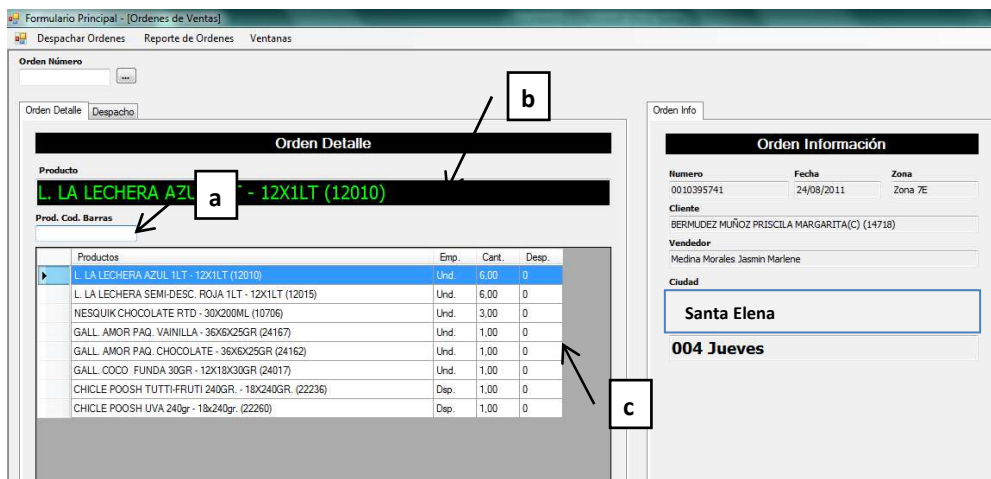 Formulario Principal - [Ordenes de Ventas]
Despachar Ordenes Reporte de Ordenes Ventanas
Orden Número
...
Orden Detalle Despacho
Orden Detalle
b
Producto
L. LA LECHERA - 12X1LT (12010)
a
Prod. Cod. Barras
Productos Emp. Cant. Desp.
L. LA LECHERA AZUL 1LT - 12X1LT (12010) Und. 6,00 0
L. LA LECHERA SEMI-DESC. ROJA 1LT - 12X1LT (12015) Und. 6,00 0
NESQUIK CHOCOLATE RTD - 30X200ML (10706) Und. 3,00 0
GALL. AMOR PAQ. VAINILLA - 36X6X25GR (24167) Und. 1,00 0
GALL. AMOR PAQ. CHOCOLATE - 36X6X25GR (24162) Und. 1,00 0
GALL. COCO FUNDA 30GR - 12X18X30GR (24017) Und. 1,00 0
CHICLE POOSH TUTTI-FRUTI 240GR. - 18X240GR. (22236) Dsp. 1,00 0
CHICLE POOSH UVA 240gr - 18x240gr. (22260) Dsp. 1,00 0
c
Orden Info
Orden Información
Numero Fecha Zona
0010395741 24/08/2011 Zona 7E
Cliente
BERMUDEZ MUÑOZ PRISCILA MARGARITA(C) (14718)
Vendedor
Medina Morales Jasmin Marlene
Ciudad
Santa Elena
004 Jueves